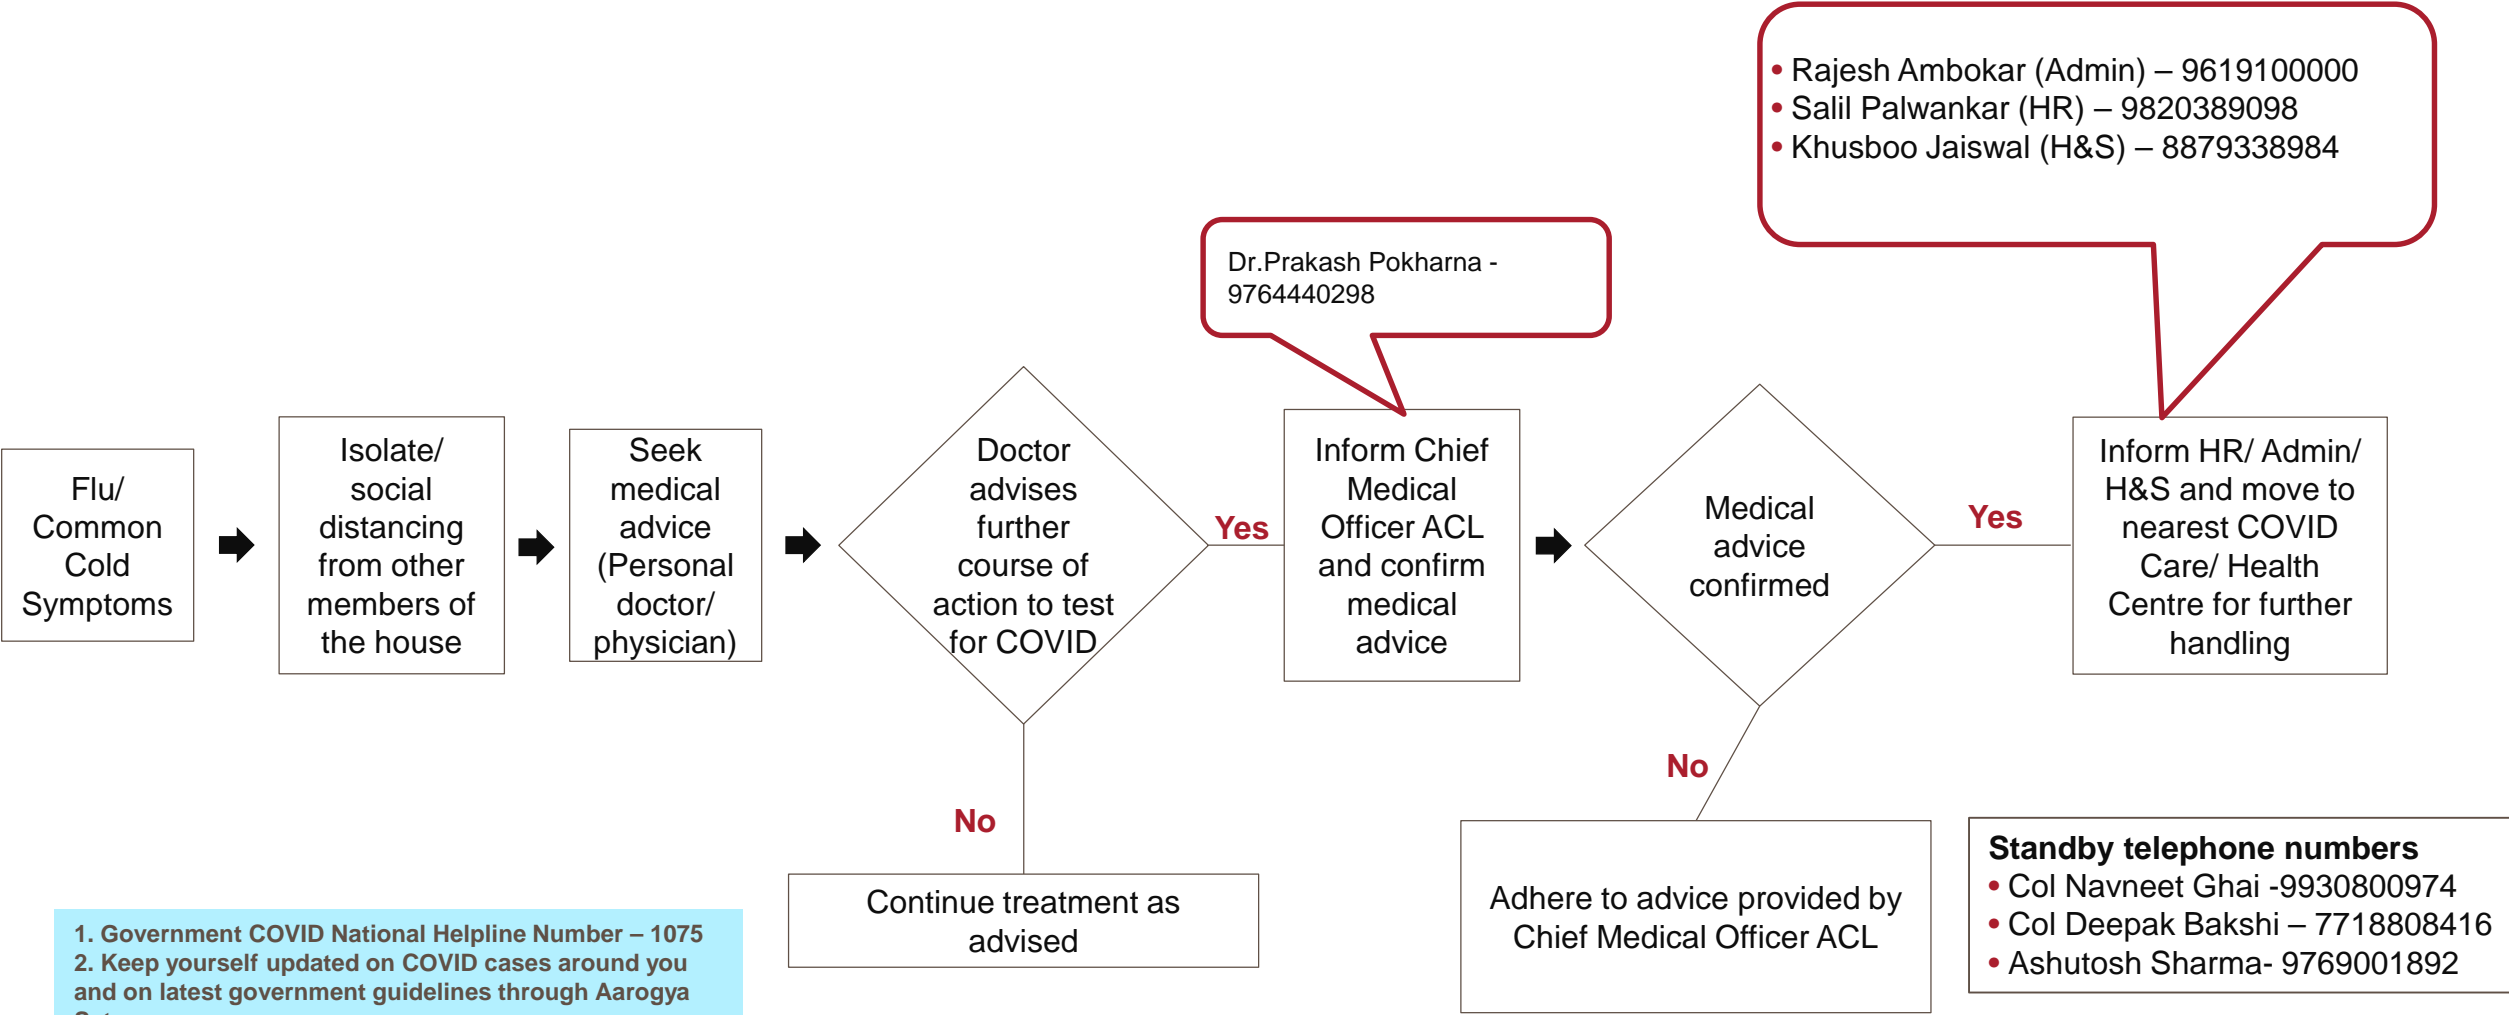 • Rajesh Ambokar (Admin) – 9619100000
• Salil Palwankar (HR) – 9820389098
• Khusboo Jaiswal (H&S) – 8879338984
Dr.Prakash Pokharna -
9764440298
Flu/
Common
Cold
Symptoms
Isolate/
social
distancing
from other
members of
the house
Seek
medical
advice
(Personal
doctor/
physician)
Doctor
advises
further
course of
action to test
for COVID
Yes
Inform Chief
Medical
Officer ACL
and confirm
medical
advice
Medical
advice
confirmed
Yes
Inform HR/ Admin/
H&S and move to
nearest COVID
Care/ Health
Centre for further
handling
No
No
Continue treatment as
advised
Adhere to advice provided by
Chief Medical Officer ACL
Standby telephone numbers
• Col Navneet Ghai -9930800974
• Col Deepak Bakshi – 7718808416
• Ashutosh Sharma- 9769001892
1. Government COVID National Helpline Number – 1075
2. Keep yourself updated on COVID cases around you
and on latest government guidelines through Aarogya